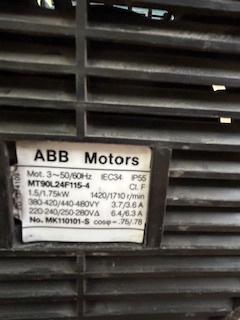 ABB Motors
Mot. 3~50/60Hz IEC34 IP55
MT90L24F115-4 Cl. F
1.5/1.75kW 1420/1710 r/min
380-420/440-480VY 3.7/3.6 A
220-240/250-280VΔ 6.4/6.3 A
No. MK110101-S cosφ=.75/.78